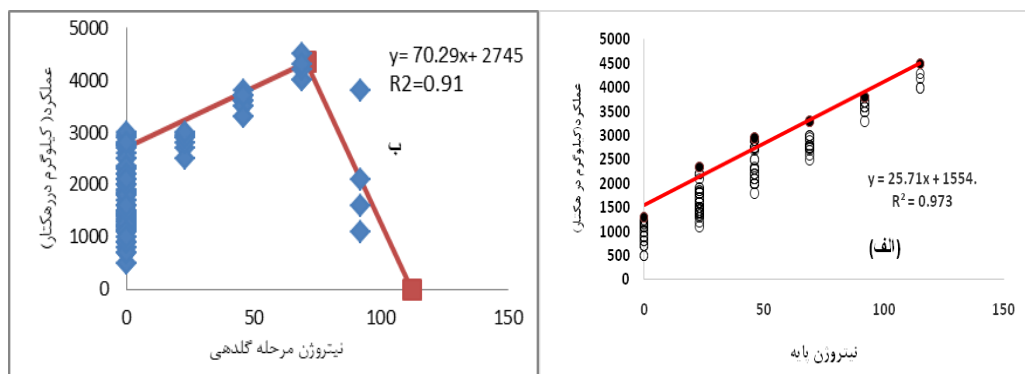 5000
4000
3000
2000
1000
0
0 50 100 150
عملکرد( کیلوگرم دررهکتار)
y= 70.29x+ 2745
R2=0.91
نیتروژن مرحله گلدهی
5000
4500
4000
3500
3000
2500
2000
1500
1000
500
0
0 50 100 150
عملکرد(کیلوگرم در هکتار)
y = 25.71x + 1554.
R² = 0.973
(الف)
نیتروژن پایه